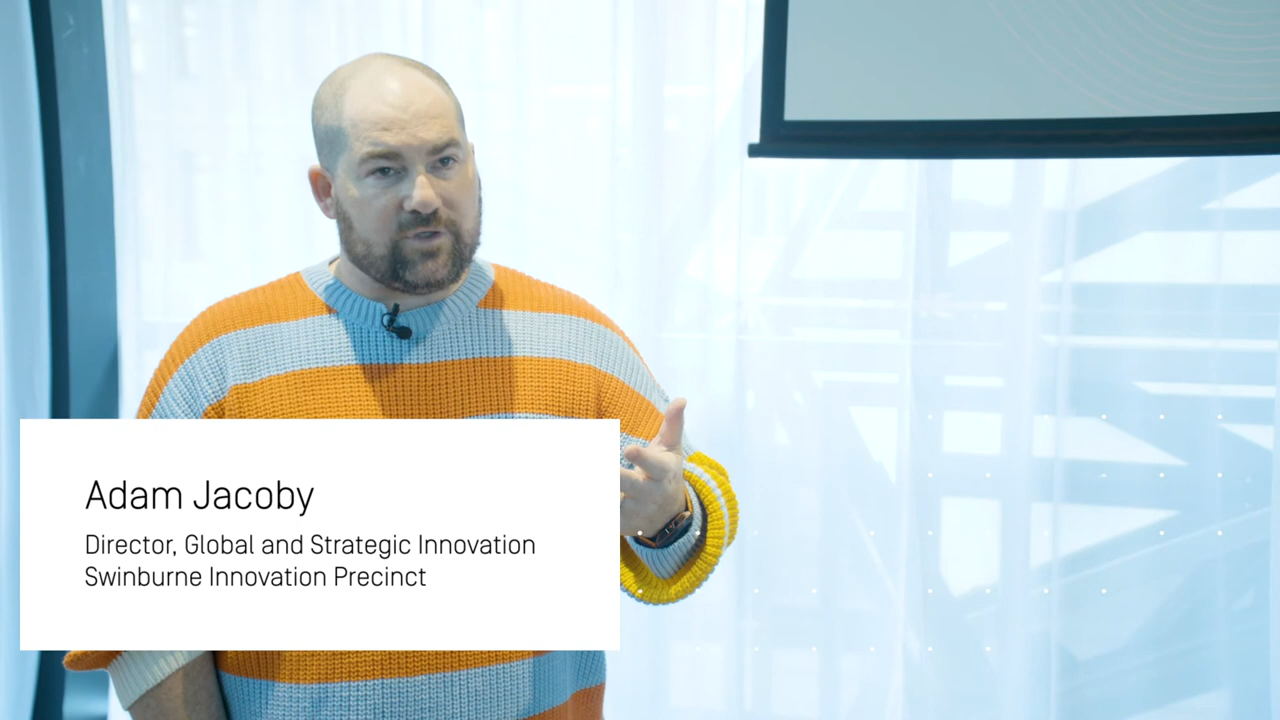 Adam Jacoby
Director, Global and Strategic Innovation
Swinburne Innovation Precinct